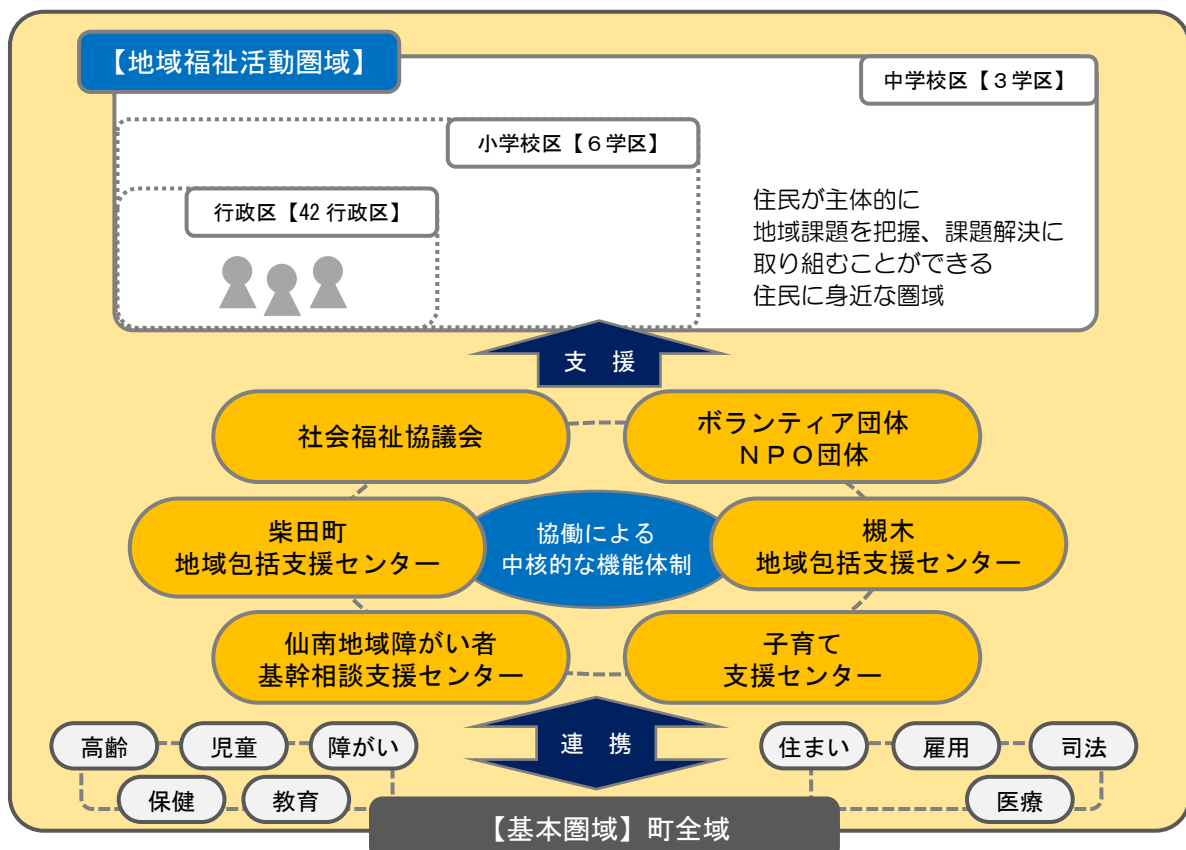 【地域福祉活動圏域】
中学校区【３学区】
小学校区【６学区】
行政区【42 行政区】
住民が主体的に
地域課題を把握、課題解決に
取り組むことができる
住民に身近な圏域
支　援
社会福祉協議会
ボランティア団体
ＮＰＯ団体
柴田町
地域包括支援センター
協働による
中核的な機能体制
槻木
地域包括支援センター
仙南地域障がい者
基幹相談支援センター
子育て
支援センター
連　携
高齢
児童
障がい
保健
教育
住まい
雇用
司法
医療
【基本圏域】町全域